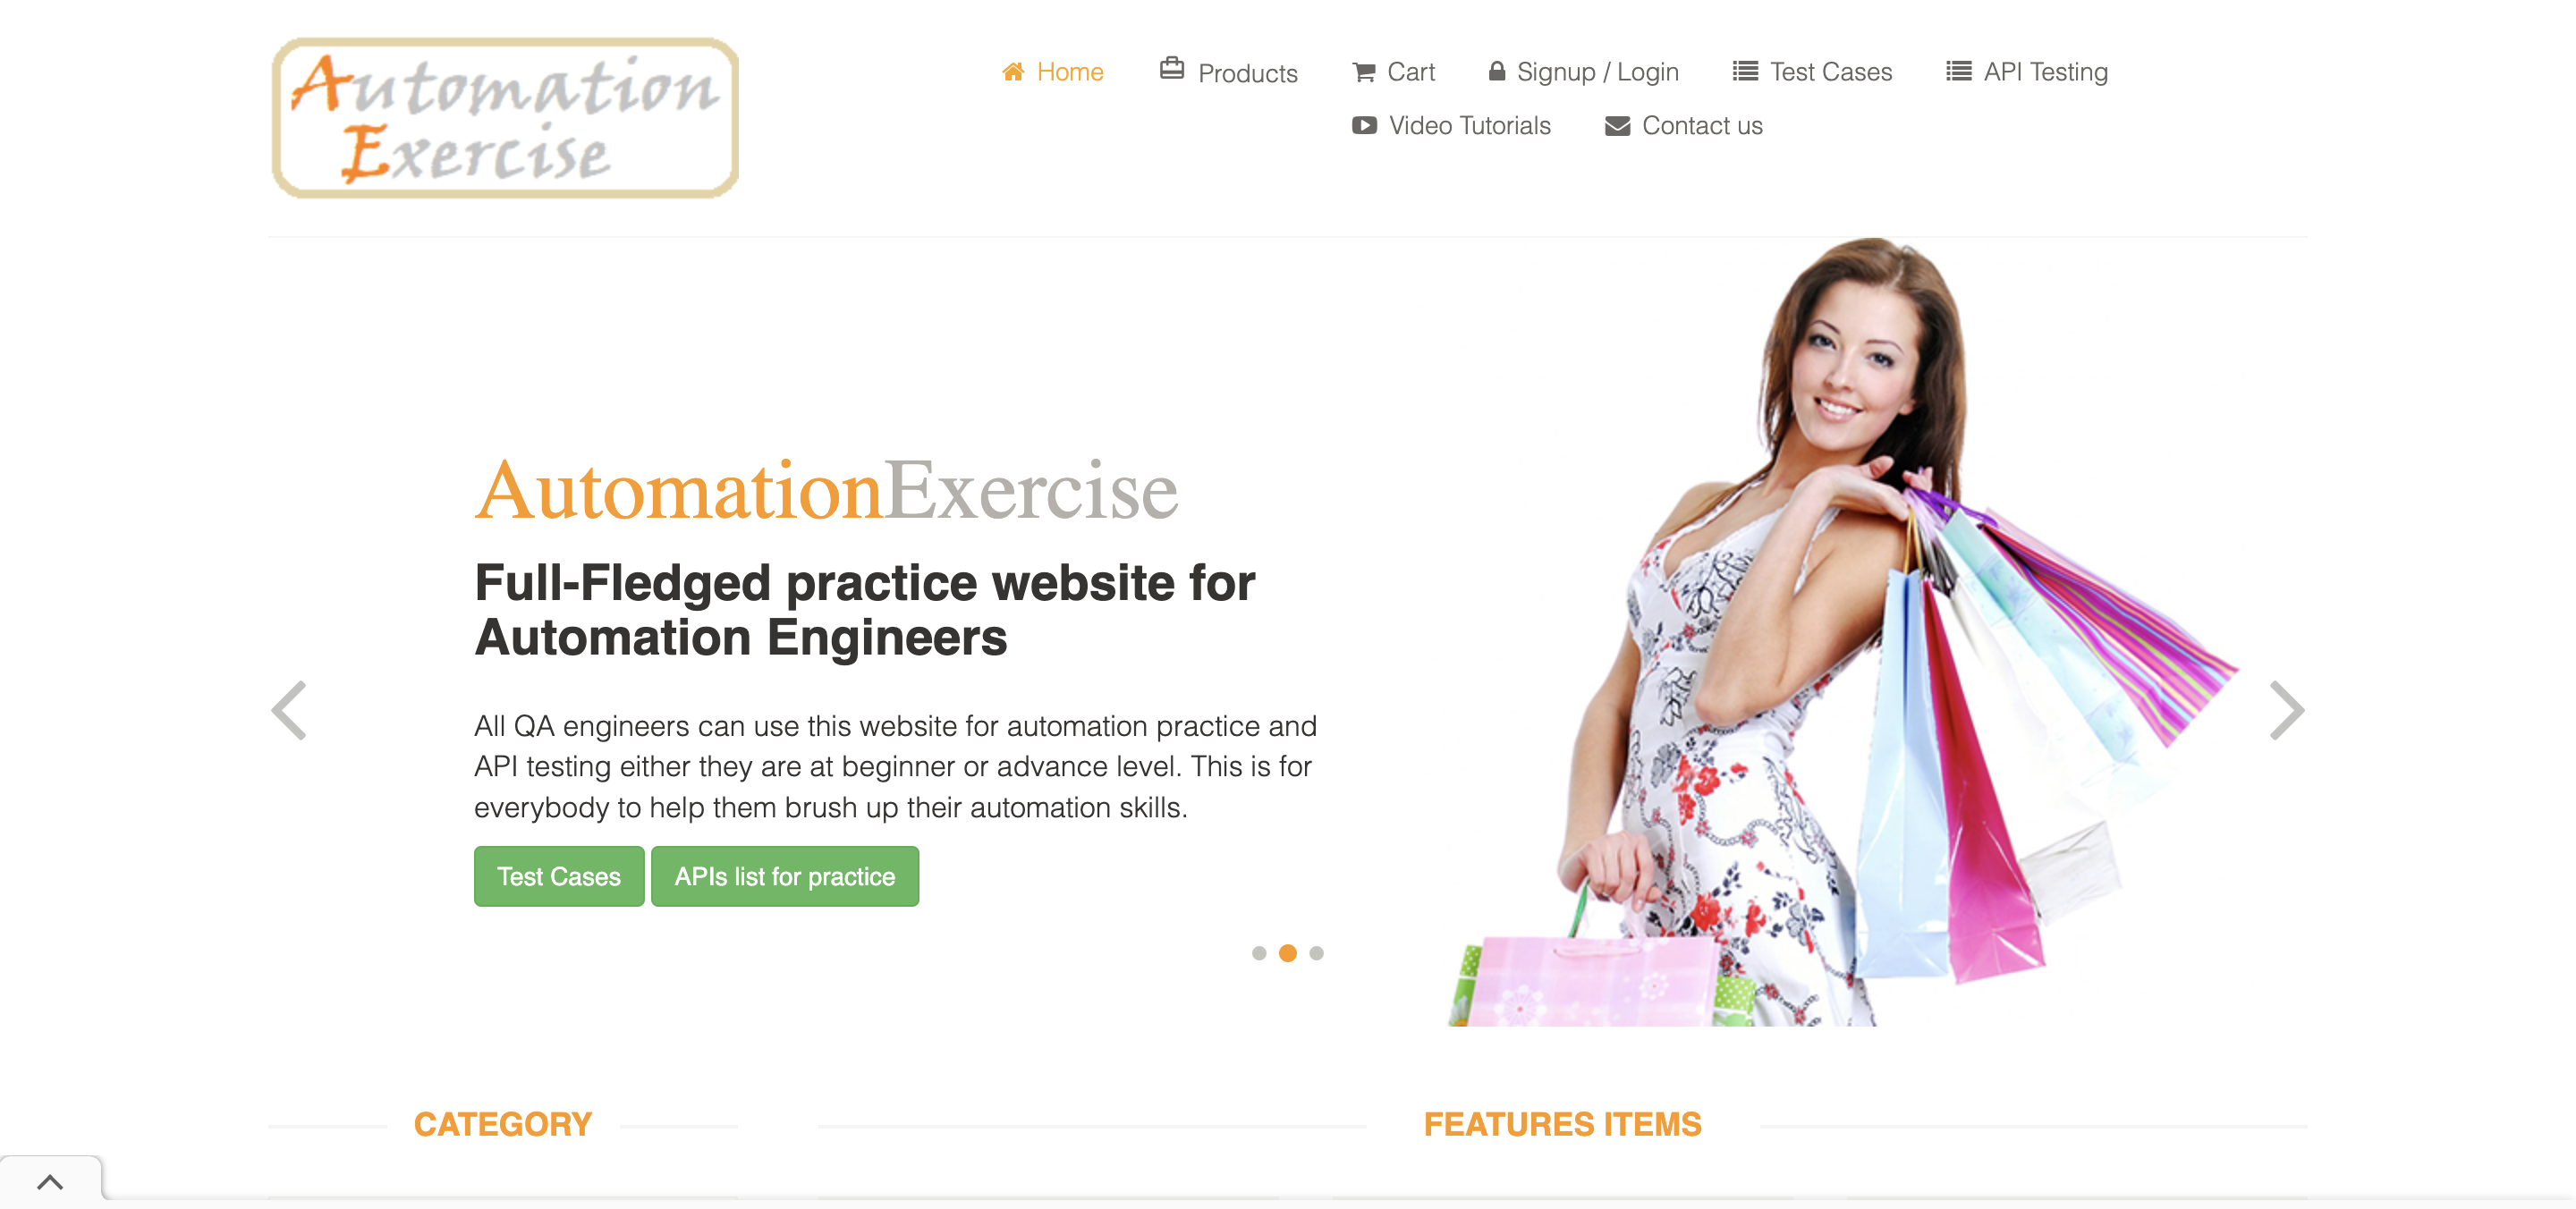 Automation
Exercise
Home Products Cart Signup / Login Test Cases API Testing
Video Tutorials Contact us
AutomationExercise
Full-Fledged practice website for
Automation Engineers
All QA engineers can use this website for automation practice and
API testing either they are at beginner or advance level. This is for
everybody to help them brush up their automation skills.
Test Cases APIs list for practice
CATEGORY FEATURES ITEMS